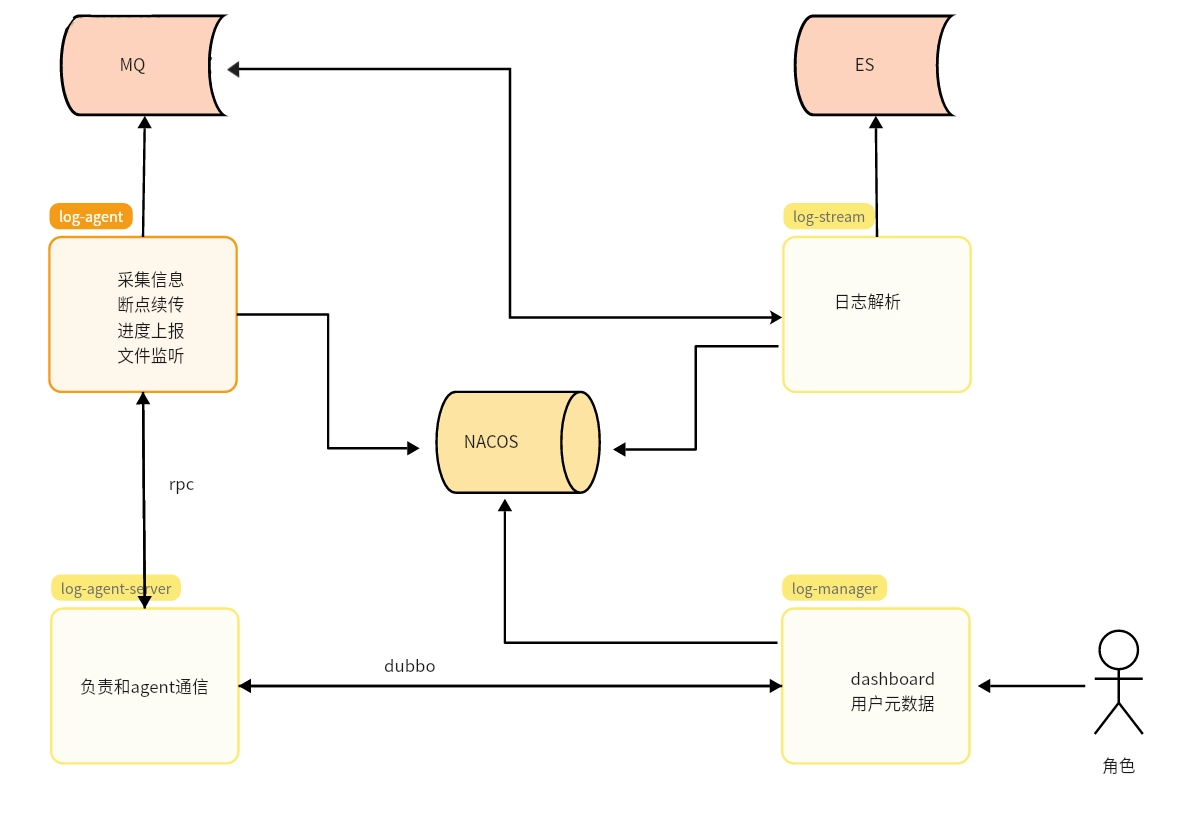 MQ
ES
log-agent
log-stream
采集信息
断点续传
进度上报
文件监听
日志解析
NACOS
rpc
log-agent-server
log-manager
负责和agent通信
dubbo
dashboard
用户元数据
角色